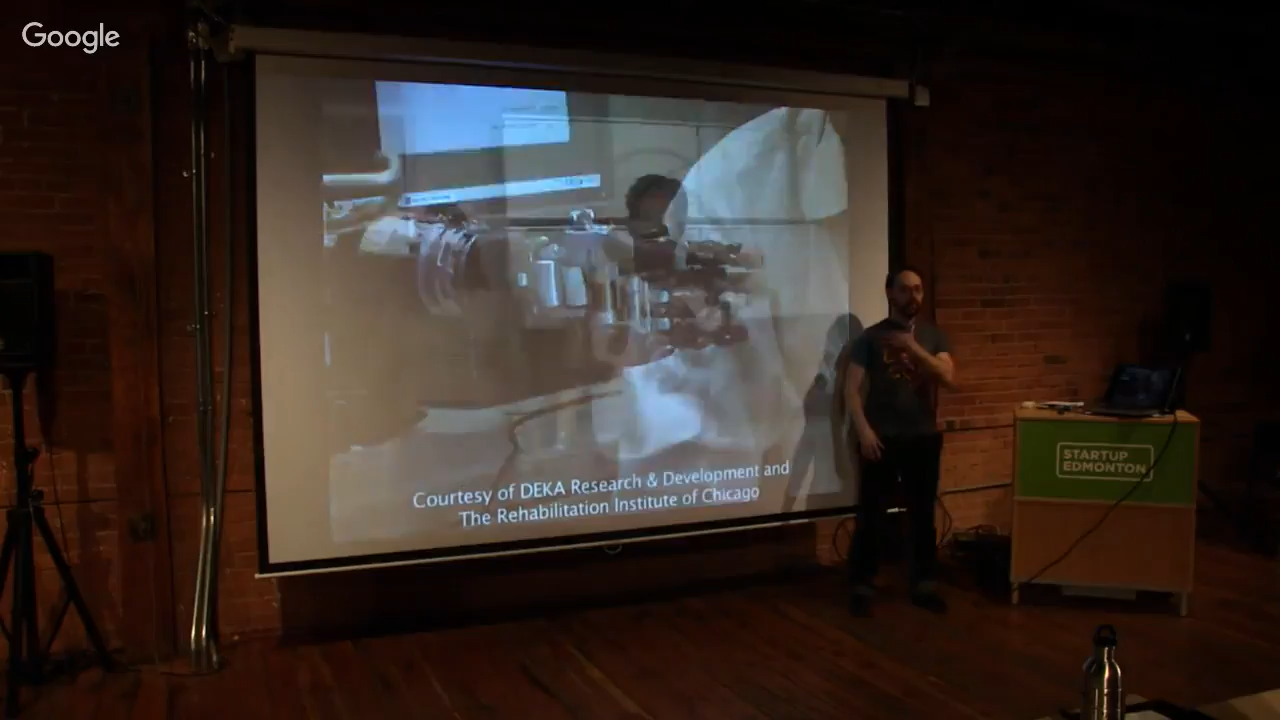 Google
Courtesy of DEKA Research & Development and
The Rehabilitation Institute of Chicago
STARTUP
EDMONTON